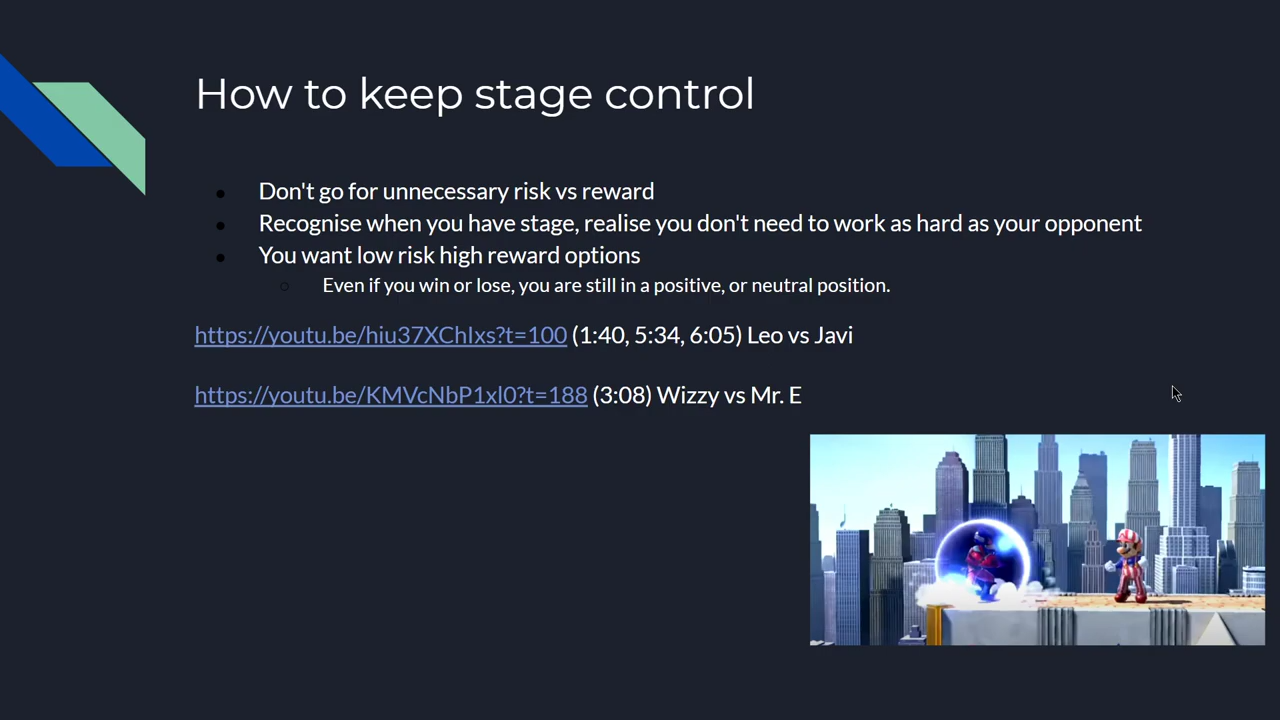 How to keep stage control
Don't go for unnecessary risk vs reward
Recognise when you have stage, realise you don't need to work as hard as your opponent
You want low risk high reward options
Even if you win or lose, you are still in a positive, or neutral position.
https://youtu.be/hiu37XChIxs?t=100 (1:40, 5:34, 6:05) Leo vs Javi
https://youtu.be/KMVcNbP1xl0?t=188 (3:08) Wizzy vs Mr. E